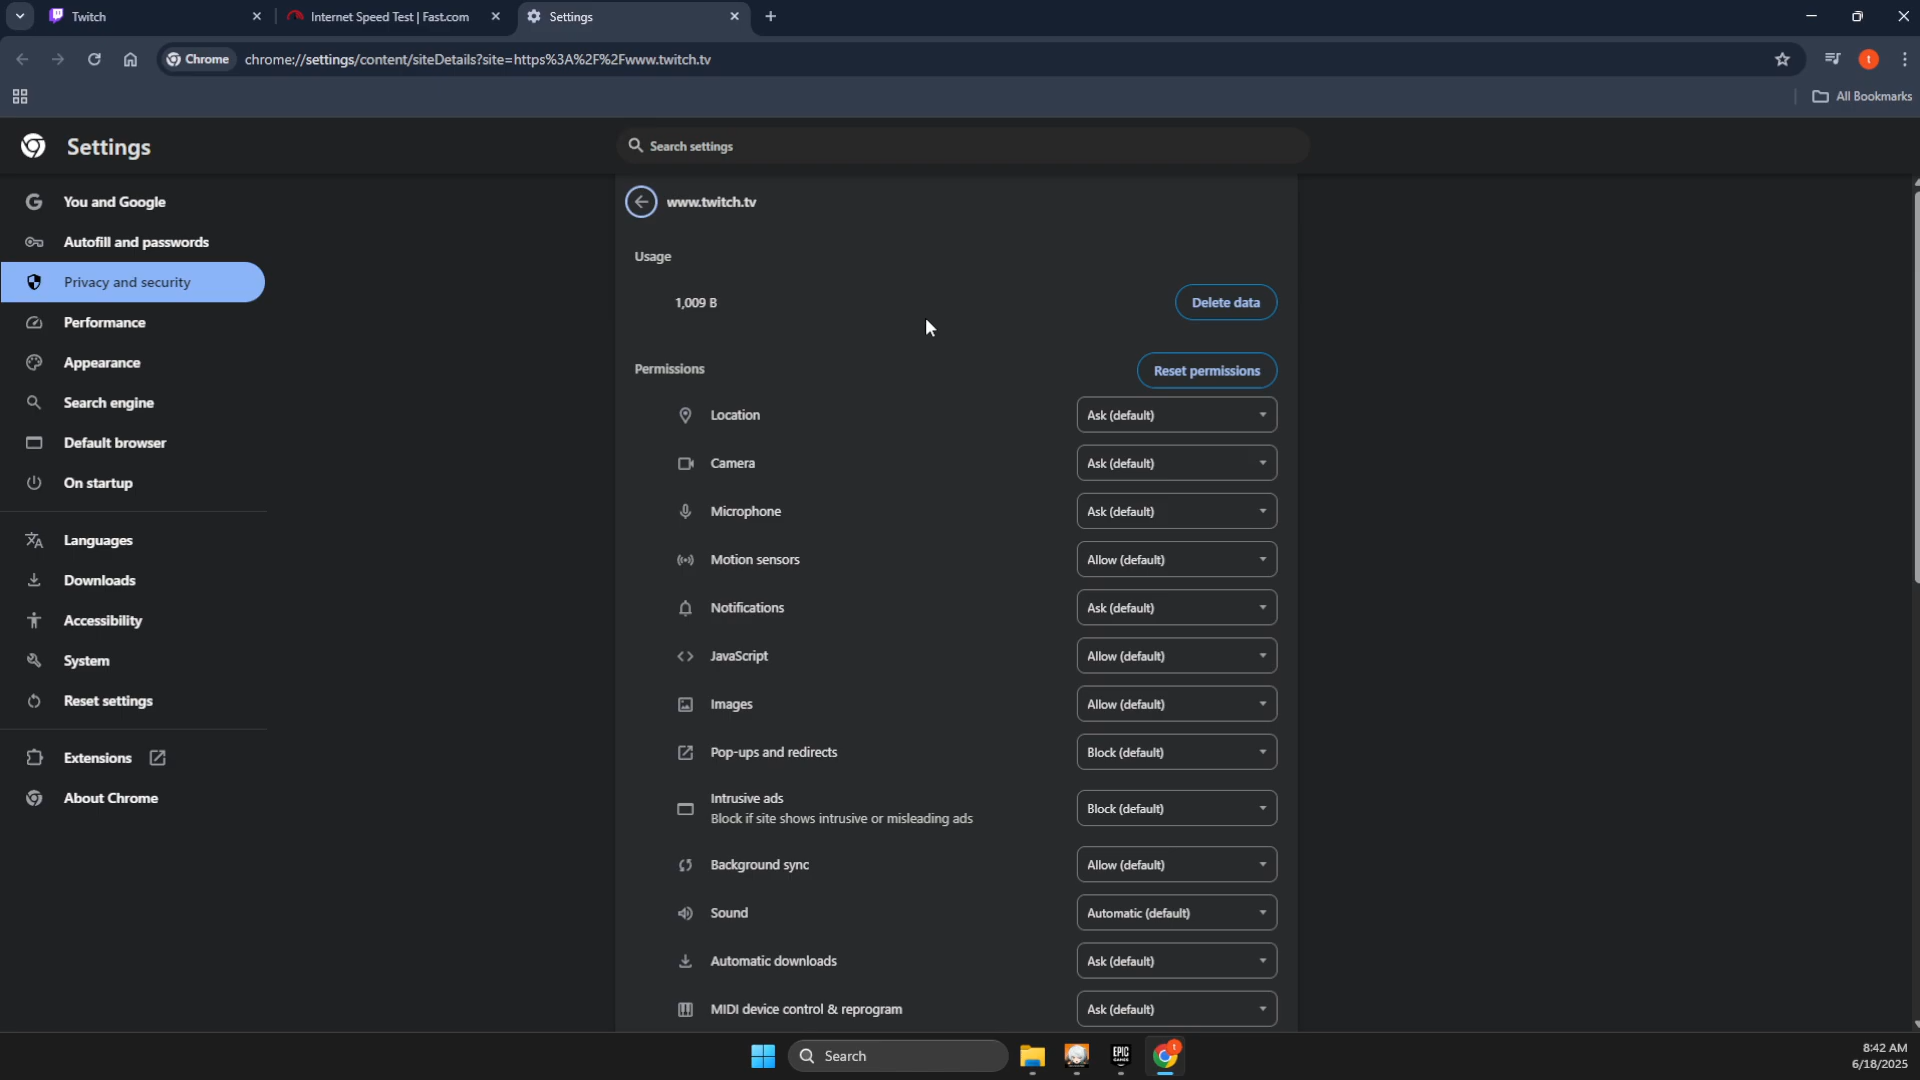 Twitch
Internet Speed Test | Fast.com
Settings
Chrome
chrome://settings/content/siteDetails?site=https%3A%2F%2Fwww.twitch.tv
t
All Bookmarks
Settings
Search settings
You and Google
Autofill and passwords
Privacy and security
Performance
Appearance
Search engine
Default browser
On startup
Languages
Downloads
Accessibility
System
Reset settings
Extensions
About Chrome
www.twitch.tv
Usage
1,009 B
Delete data
Permissions
Reset permissions
Location
Ask (default)
Camera
Ask (default)
Microphone
Ask (default)
Motion sensors
Allow (default)
Notifications
Ask (default)
JavaScript
Allow (default)
Images
Allow (default)
Pop-ups and redirects
Block (default)
Intrusive ads
Block if site shows intrusive or misleading ads
Block (default)
Background sync
Allow (default)
Sound
Automatic (default)
Automatic downloads
Ask (default)
MIDI device control & reprogram
Ask (default)
Search
EPIC
GAMES
t
8:42 AM
6/18/2025